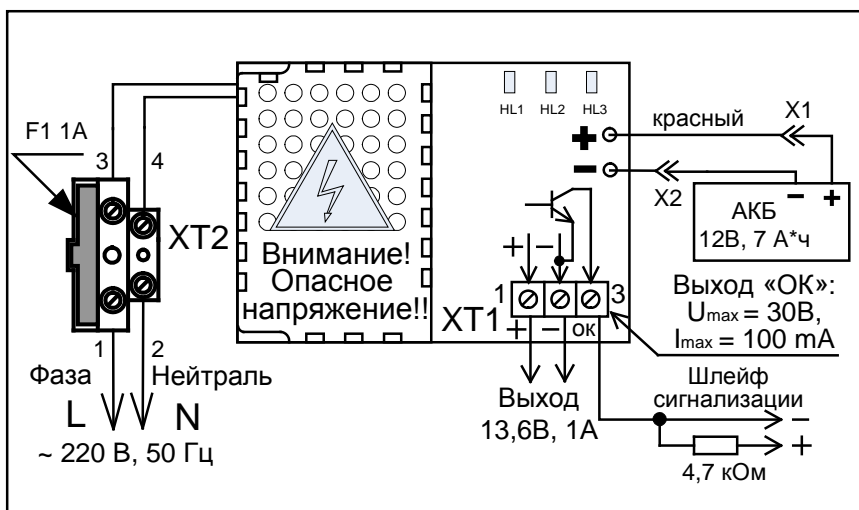 F1 1А
3
4
XT2
1
2
Фаза
Нейтраль
L
N
~ 220 В, 50 Гц
Внимание!
Опасное
напряжение!!
HL1
HL2
HL3
+
–
красный
X1
X2
– +
АКБ
12В, 7 А*ч
+ –
1
3
XT1
+ – ОК
Выход
13,6В, 1А
Выход «ОК»:
Umax = 30В,
Imax = 100 mA
Шлейф
сигнализации
–
+
4,7 кОм